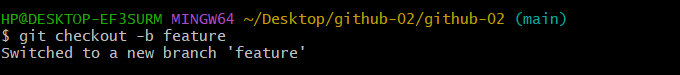 HP@DESKTOP-EF3SURM MINGW64 ~/Desktop/github-02/github-02 (main)
$ git checkout -b feature
Switched to a new branch 'feature'